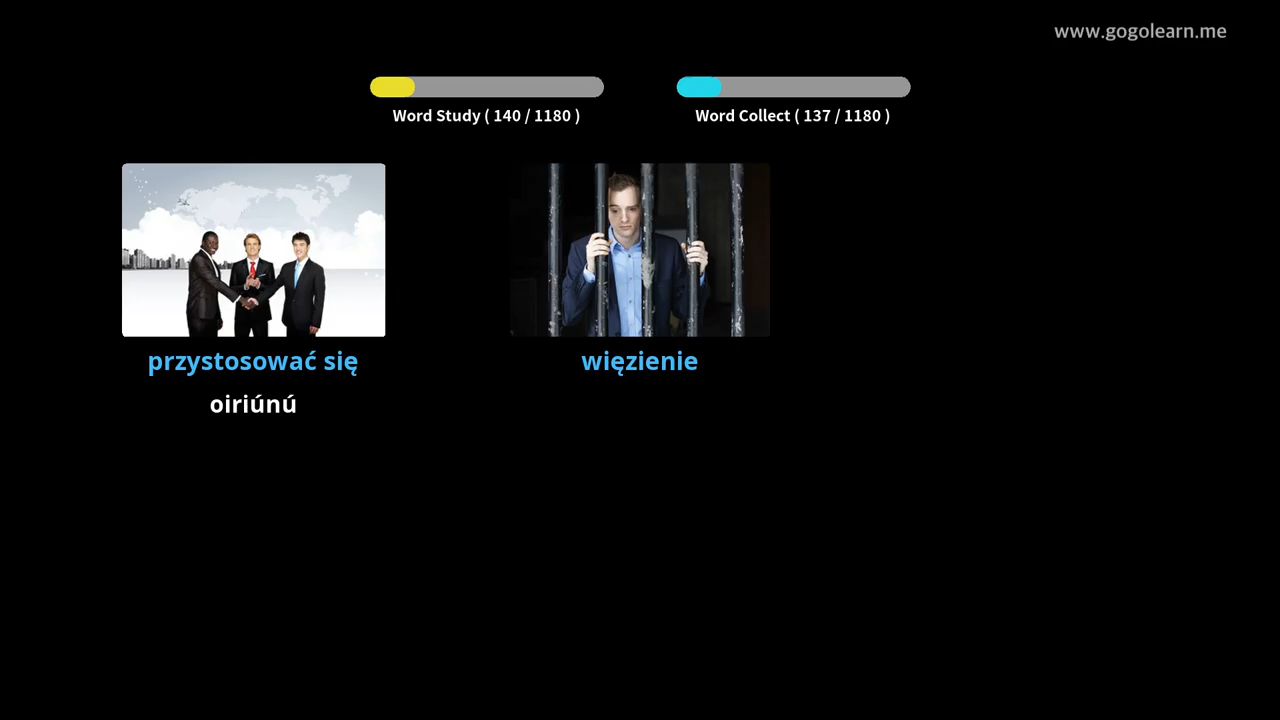 www.gogolearn.me
Word Study ( 140 / 1180 )
Word Collect ( 137 / 1180 )
przystosować się
więzienie
oiriúnú